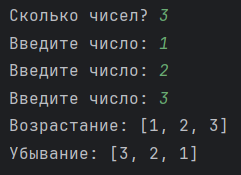 Сколько чисел? 3
Введите число: 1
Введите число: 2
Введите число: 3
Возрастание: [1, 2, 3]
Убывание: [3, 2, 1]